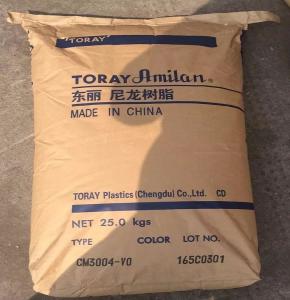 TORAY
TORAY Amilan®
东丽 尼龙树脂
MADE IN CHINA
TORAY Plastics (Chengdu) Co.,Ltd. CD
NET 25.0 kgs
TYPE COLOR LOT NO.
CM3004-V0 165C0301